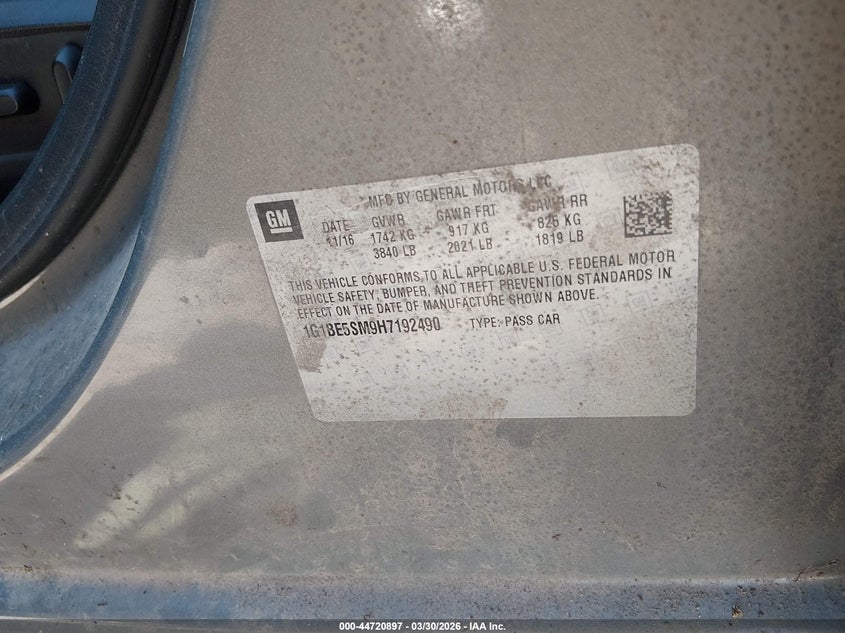 GM
MFD BY GENERAL MOTORS LLC
DATE GVWR GAWR FRT GAWR RR
11/16 1742 KG 917 KG 825 KG
3840 LB 2021 LB 1819 LB
THIS VEHICLE CONFORMS TO ALL APPLICABLE U.S. FEDERAL MOTOR
VEHICLE SAFETY, BUMPER, AND THEFT PREVENTION STANDARDS IN
EFFECT ON THE DATE OF MANUFACTURE SHOWN ABOVE.
1G1BE5SM9H7192490 TYPE: PASS CAR
000-44720897 - 03/30/2026 - IAA Inc.